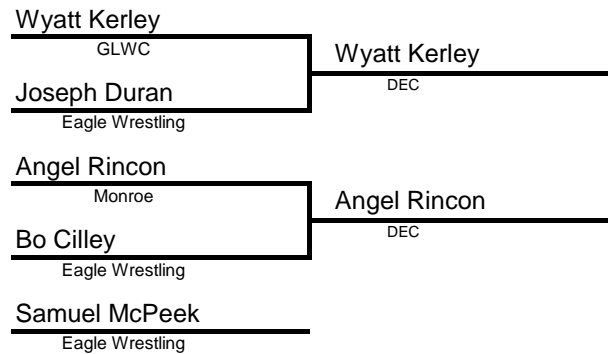 Wyatt Kerley
GLWC
Wyatt Kerley
DEC
Joseph Duran
Eagle Wrestling
Angel Rincon
Monroe
Angel Rincon
DEC
Bo Cilley
Eagle Wrestling
Samuel McPeek
Eagle Wrestling